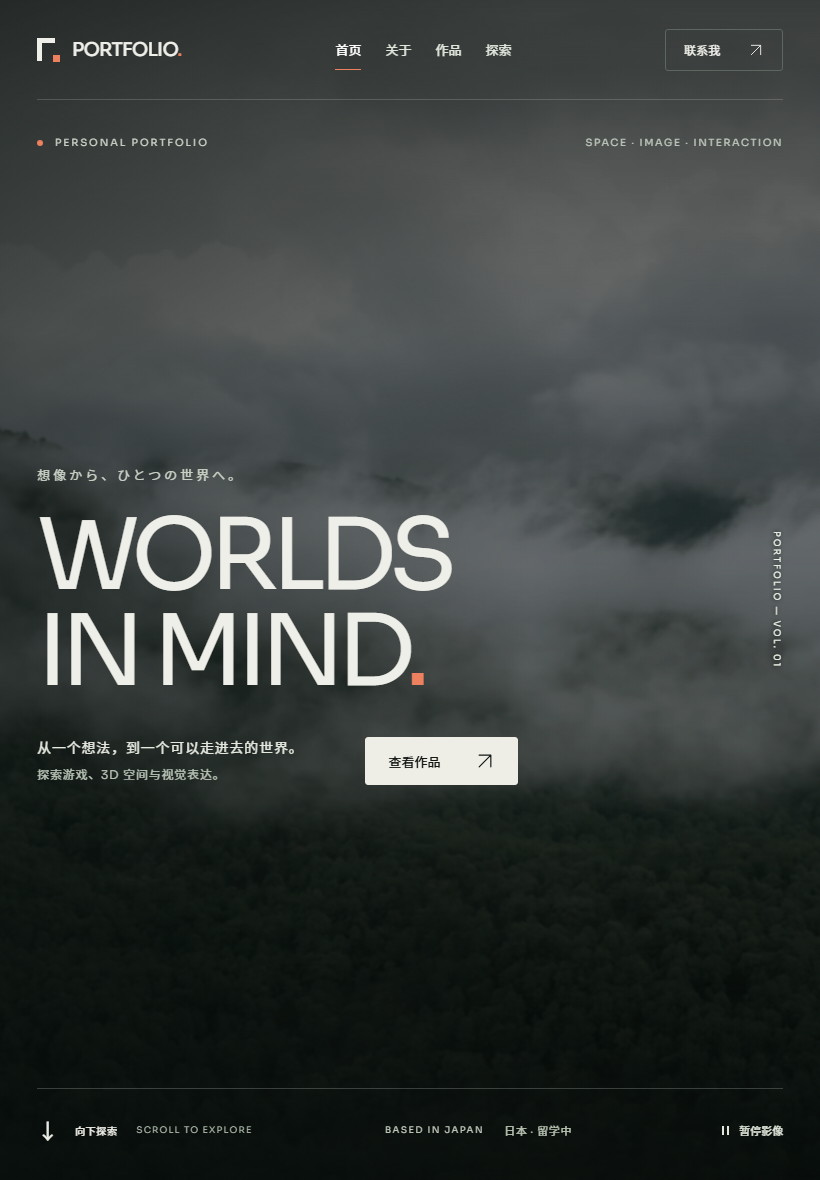 PORTFOLIO.
首页 关于 作品 探索
联系我
PERSONAL PORTFOLIO
SPACE · IMAGE · INTERACTION
想像から、ひとつの世界へ。
WORLDS
IN MIND.
PORTFOLIO — VOL. 01
从一个想法，到一个可以走进去的世界。
探索游戏、3D 空间与视觉表达。
查看作品
向下探索 SCROLL TO EXPLORE
BASED IN JAPAN 日本 · 留学中
暂停影像